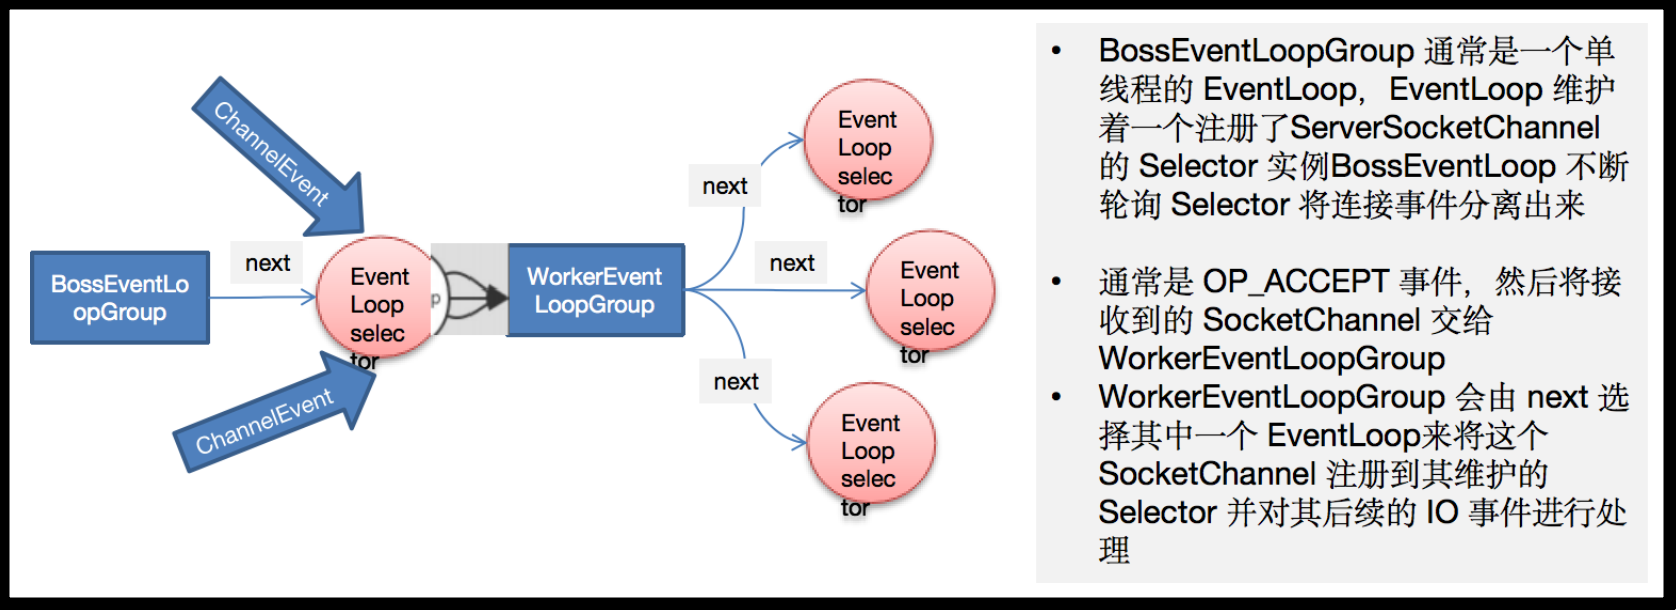 ChannelEvent
BossEventLo
opGroup
next
Event
Loop
selec
tor
p
ChannelEvent
WorkerEvent
LoopGroup
next
next
next
Event
Loop
selec
tor
Event
Loop
selec
tor
Event
Loop
selec
tor
• BossEventLoopGroup 通常是一个单
线程的 EventLoop，EventLoop 维护
着一个注册了ServerSocketChannel
的 Selector 实例BossEventLoop 不断
轮询 Selector 将连接事件分离出来
• 通常是 OP_ACCEPT 事件，然后将接
收到的 SocketChannel 交给
WorkerEventLoopGroup
• WorkerEventLoopGroup 会由 next 选
择其中一个 EventLoop来将这个
SocketChannel 注册到其维护的
Selector 并对其后续的 IO 事件进行处
理